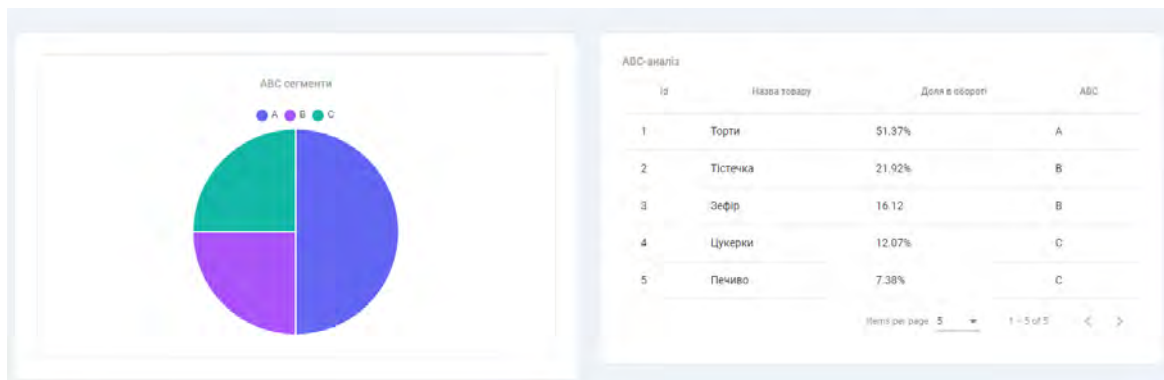 ABC сегменти
A B C
ABC-аналіз
Id Назва товару Доля в обороті ABC
1 Торти 51.37% A
2 Тістечка 21.92% B
3 Зефір 16.12 B
4 Цукерки 12.07% C
5 Печиво 7.38% C
Items per page 5 1 – 5 of 5